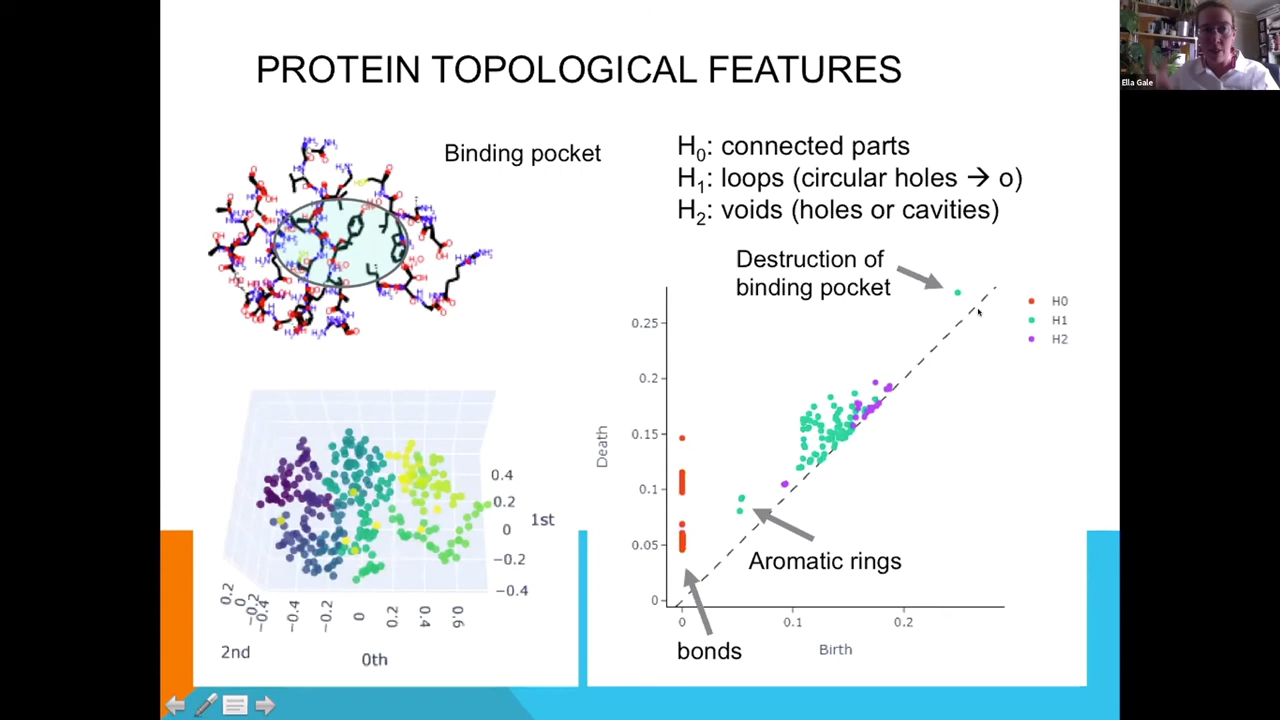 PROTEIN TOPOLOGICAL FEATURES
Ella Gale
Binding pocket
H0: connected parts
H1: loops (circular holes → o)
H2: voids (holes or cavities)
Destruction of
binding pocket
H0
H1
H2
0.25
0.2
0.15
0.1
0.05
0
Death
0
0.1
0.2
Birth
Aromatic rings
bonds
0.4
0.2
0
−0.2
−0.4
1st
0.2
0
−0.2
−0.4
2nd
−0.4
−0.2
0
0.2
0.4
0.6
0th